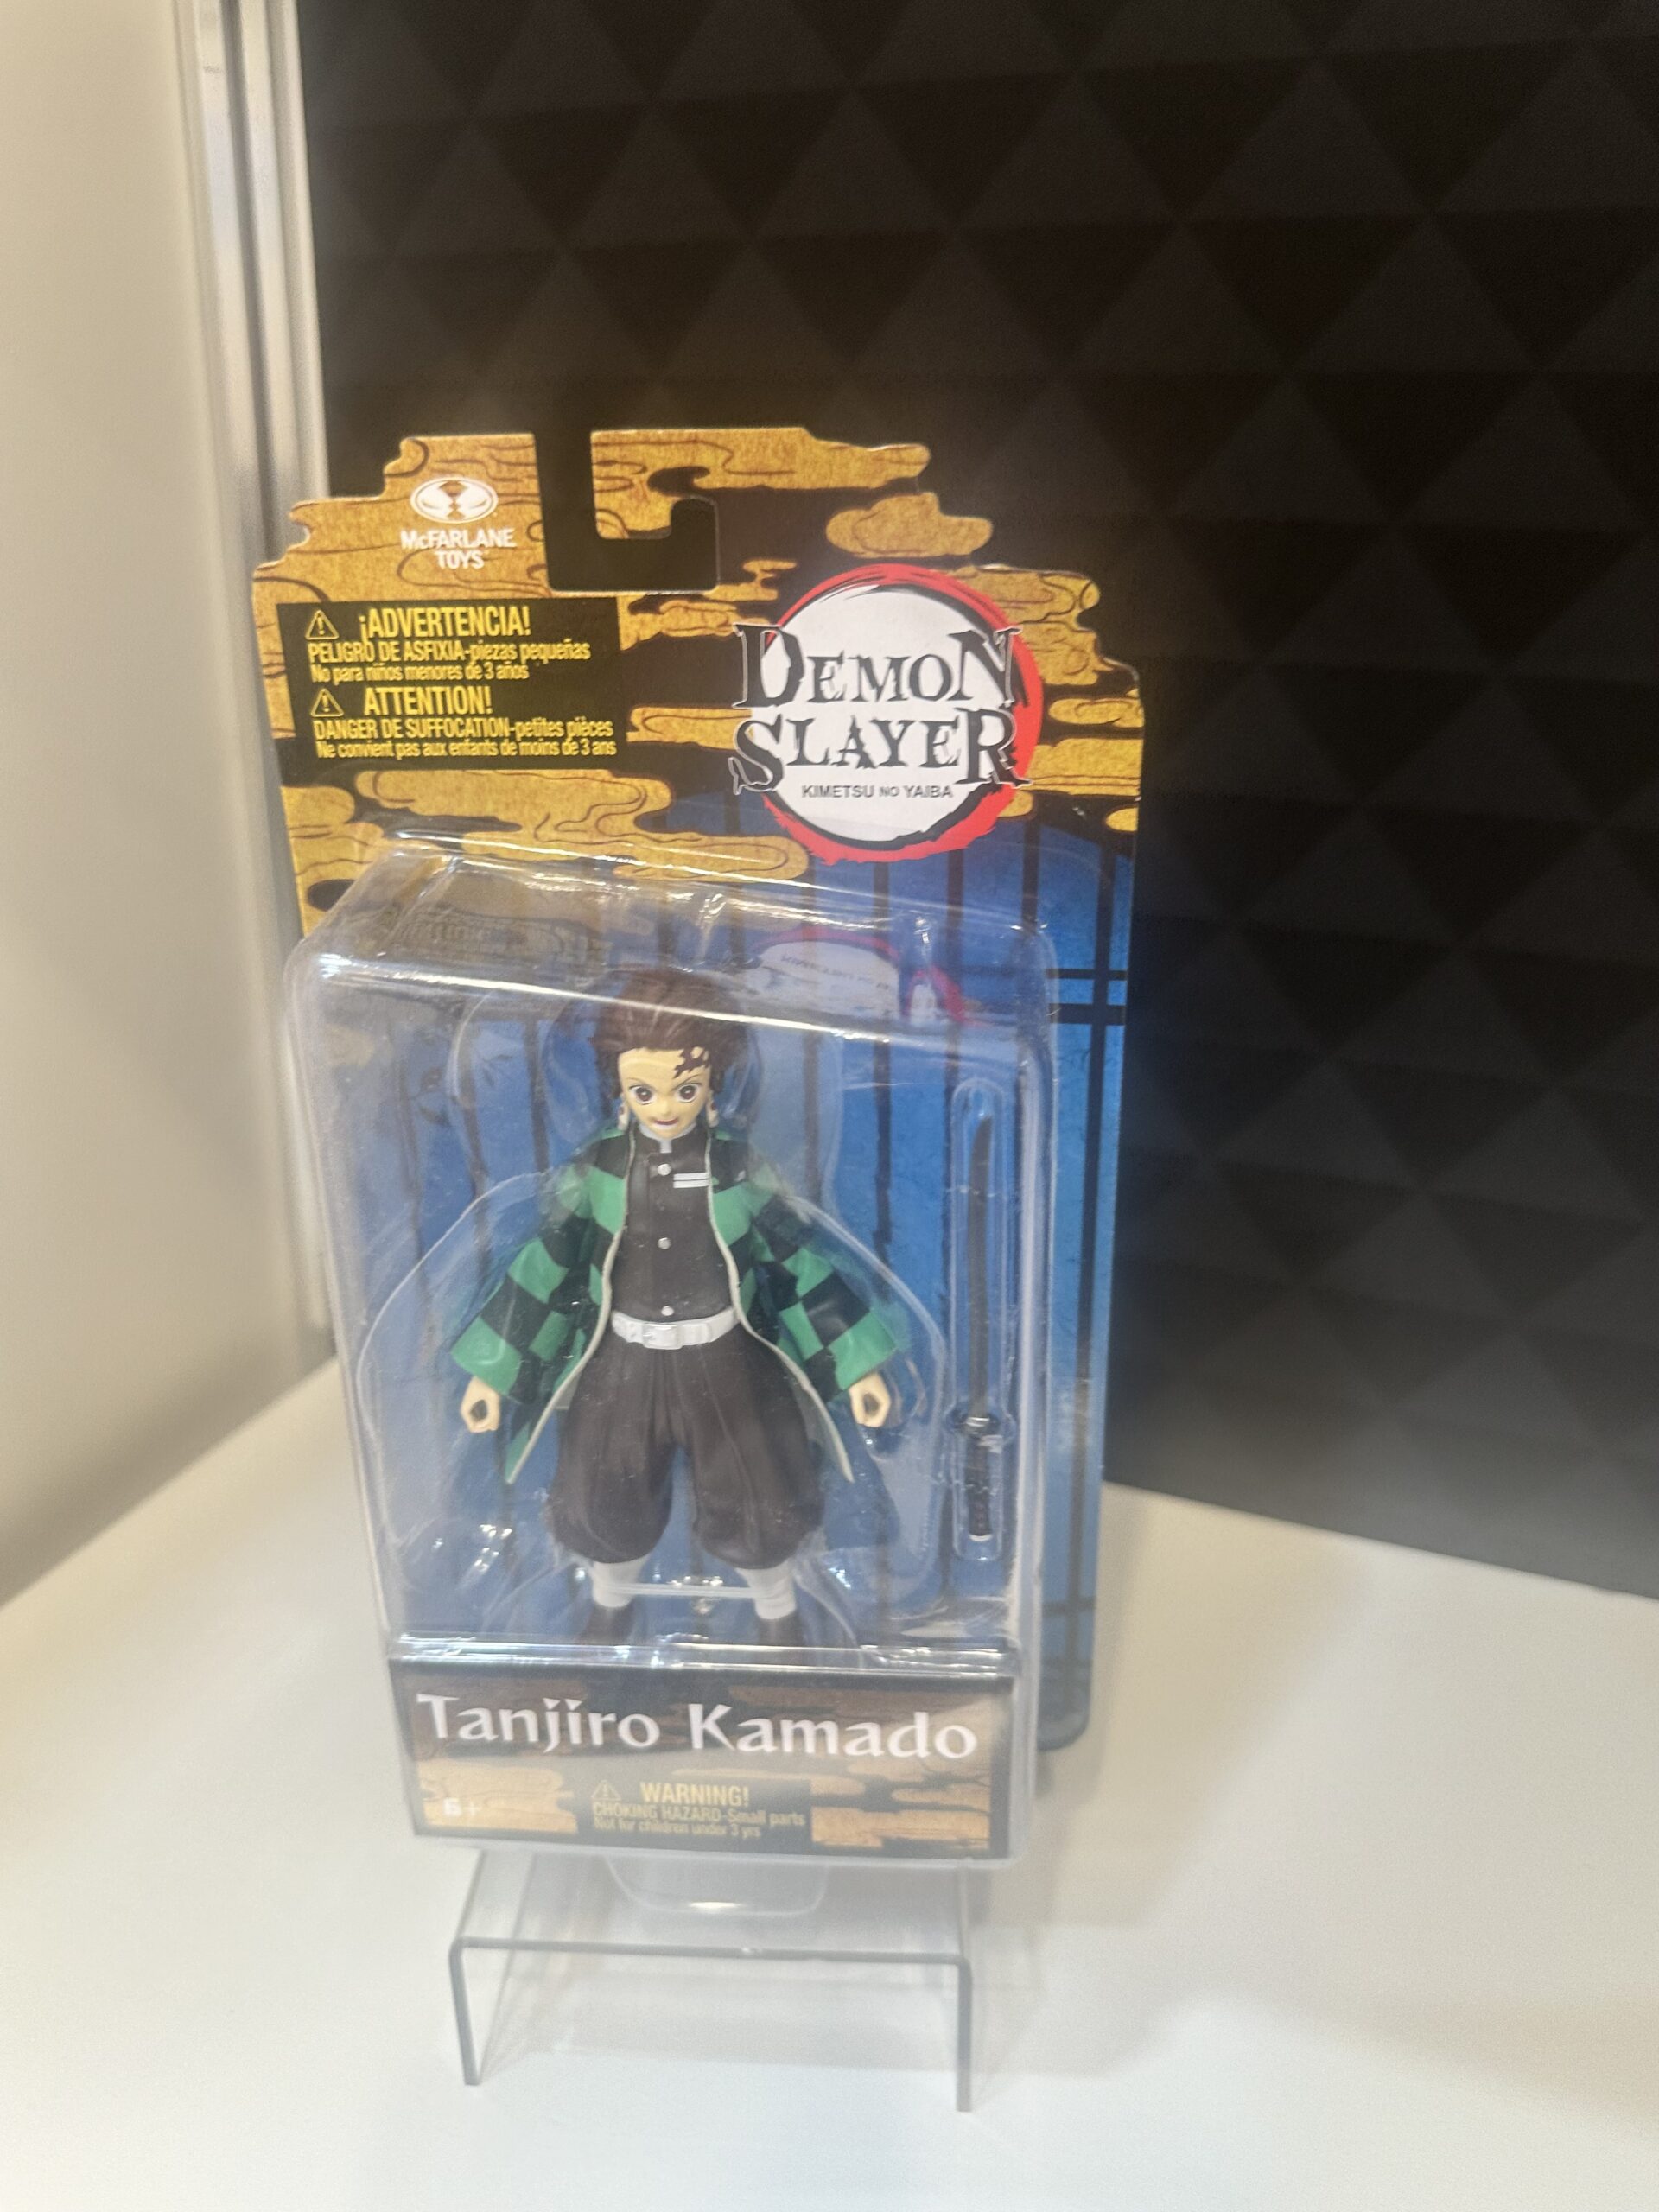 McFARLANE
TOYS
¡ADVERTENCIA!
PELIGRO DE ASFIXIA-piezas pequeñas
No para niños menores de 3 años
ATTENTION!
DANGER DE SUFFOCATION-petites pièces
Ne convient pas aux enfants de moins de 3 ans
DEMON
SLAYER
KIMETSU NO YAIBA
Tanjiro Kamado
6+
WARNING!
CHOKING HAZARD-Small parts
Not for children under 3 yrs